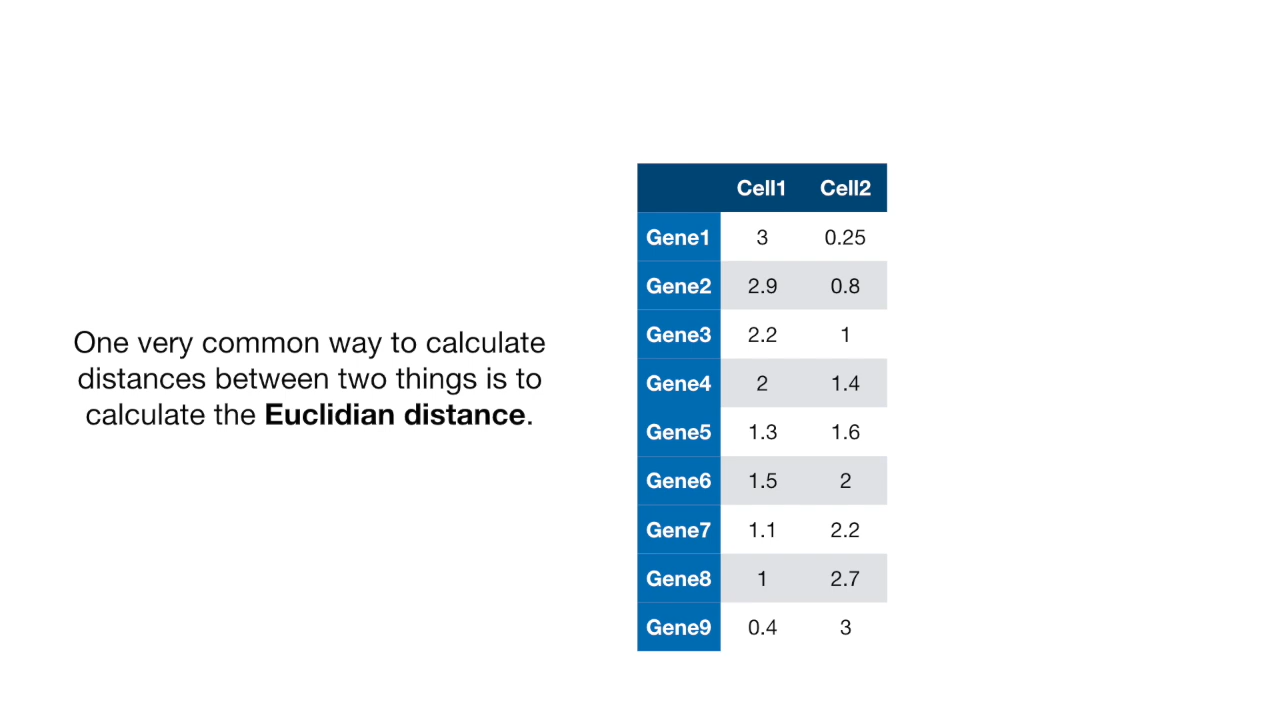 One very common way to calculate
distances between two things is to
calculate the Euclidian distance.
Cell1 Cell2
Gene1 3 0.25
Gene2 2.9 0.8
Gene3 2.2 1
Gene4 2 1.4
Gene5 1.3 1.6
Gene6 1.5 2
Gene7 1.1 2.2
Gene8 1 2.7
Gene9 0.4 3